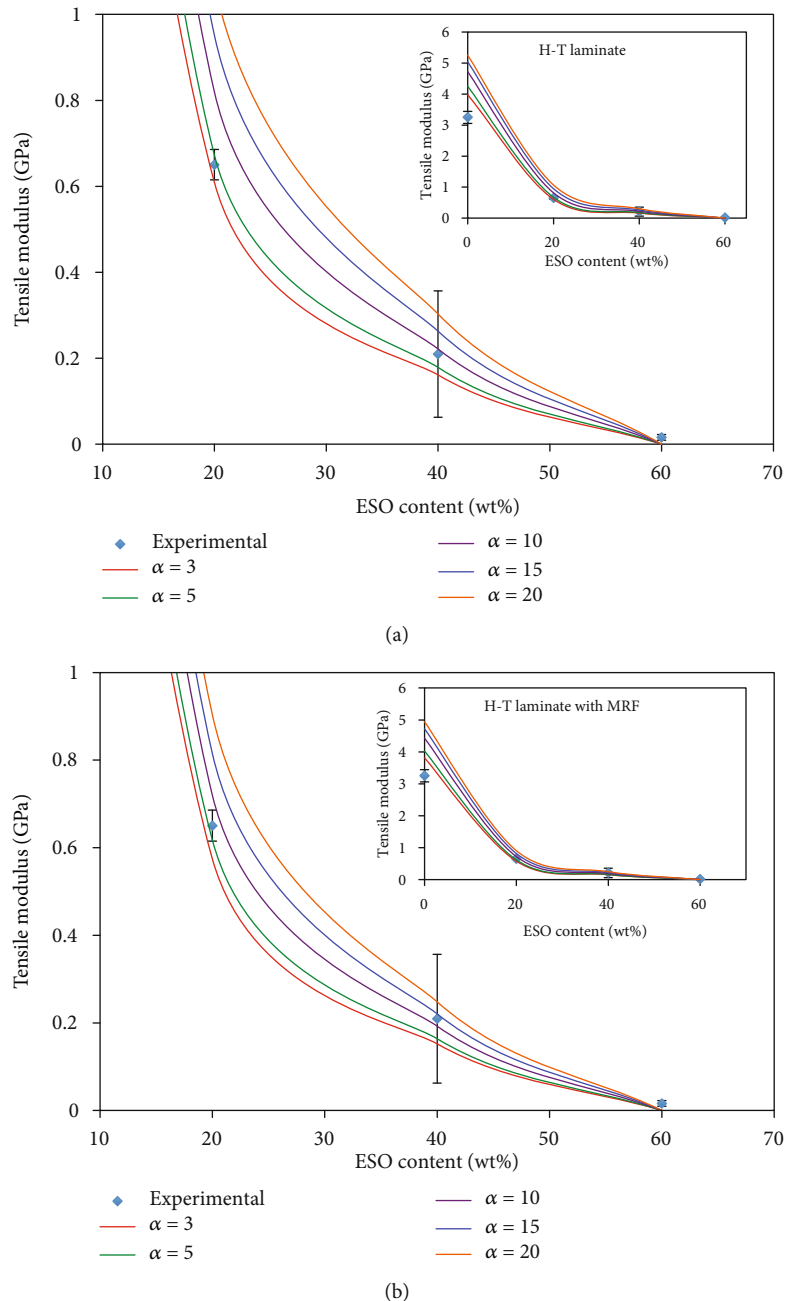 1
0.8
0.6
0.4
0.2
0
Tensile modulus (GPa)
10 20 30 40 50 60 70
ESO content (wt%)
H-T laminate
6
5
4
3
2
1
0
Tensile modulus (GPa)
0 20 40 60
ESO content (wt%)
Experimental
α = 3
α = 5
α = 10
α = 15
α = 20
(a)
1
0.8
0.6
0.4
0.2
0
Tensile modulus (GPa)
10 20 30 40 50 60 70
ESO content (wt%)
H-T laminate with MRF
6
5
4
3
2
1
0
Tensile modulus (GPa)
0 20 40 60
ESO content (wt%)
Experimental
α = 3
α = 5
α = 10
α = 15
α = 20
(b)